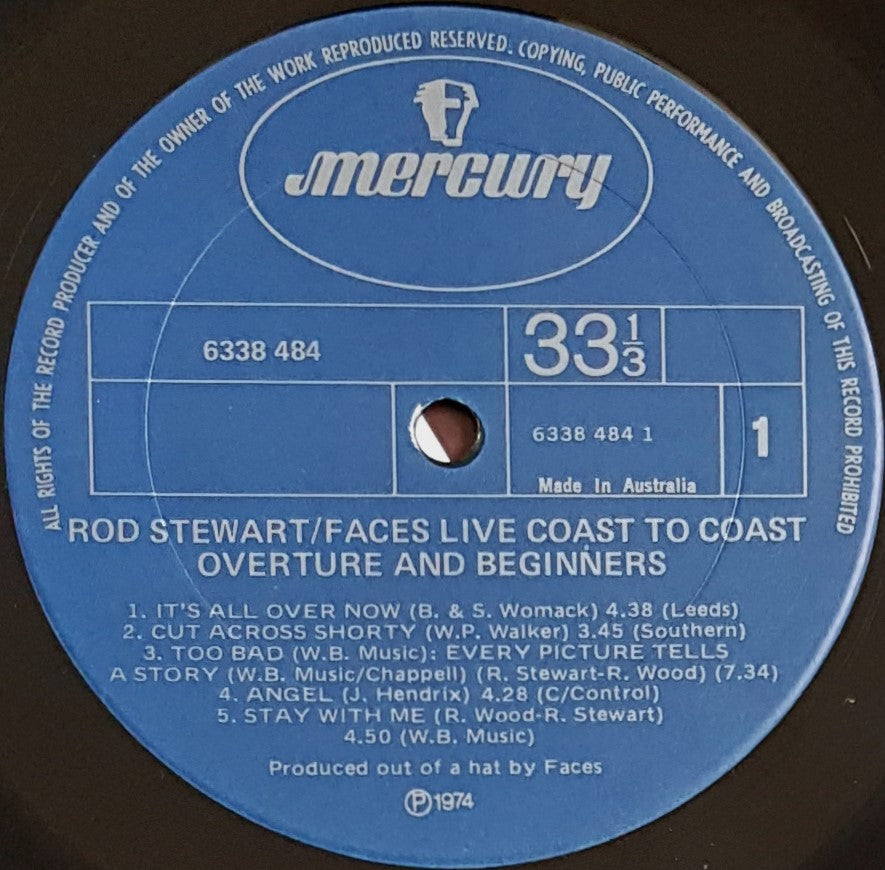 ALL RIGHTS OF THE RECORD PRODUCER AND OF THE OWNER OF THE WORK REPRODUCED RESERVED. COPYING, PUBLIC PERFORMANCE AND BROADCASTING OF THIS RECORD PROHIBITED
mercury
6338 484
33 1/3
6338 484 1
1
Made In Australia
ROD STEWART/FACES LIVE COAST TO COAST
OVERTURE AND BEGINNERS
1. IT'S ALL OVER NOW (B. & S. Womack) 4.38 (Leeds)
2. CUT ACROSS SHORTY (W.P. Walker) 3.45 (Southern)
3. TOO BAD (W.B. Music): EVERY PICTURE TELLS
A STORY (W.B. Music/Chappell) (R. Stewart-R. Wood) (7.34)
4. ANGEL (J. Hendrix) 4.28 (C/Control)
5. STAY WITH ME (R. Wood-R. Stewart)
4.50 (W.B. Music)
Produced out of a hat by Faces
℗1974